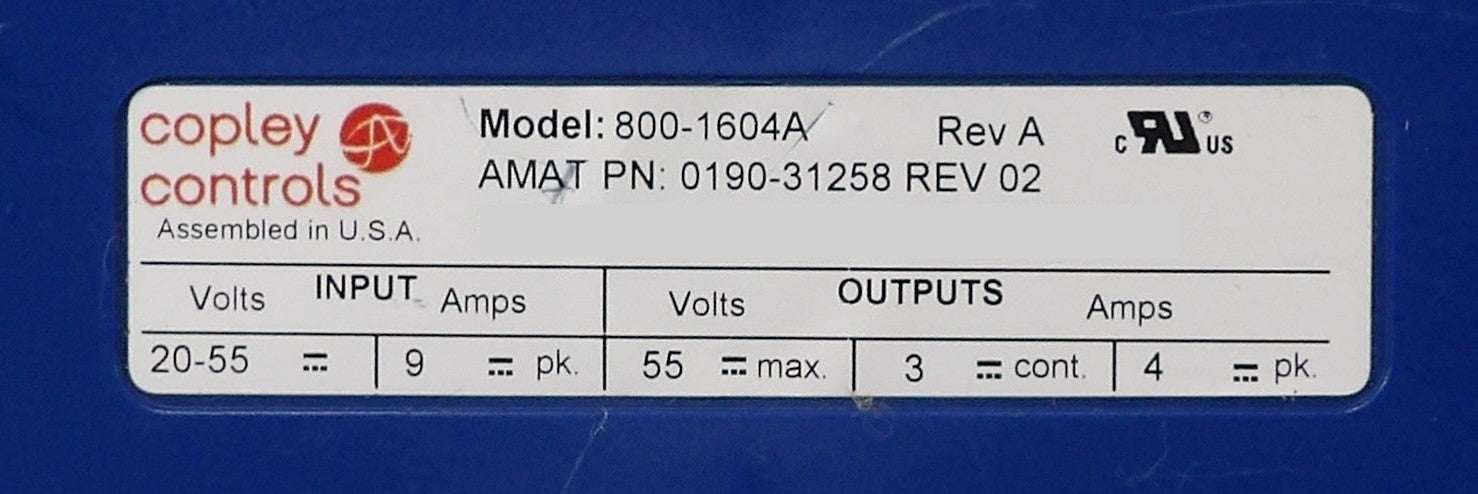 copley
controls
Assembled in U.S.A.
Model: 800-1604A Rev A
AMAT PN: 0190-31258 REV 02
c RU ® US
INPUT OUTPUTS
Volts Amps Volts Amps
20-55 ⎓ 9 ⎓ pk. 55 ⎓ max. 3 ⎓ cont. 4 ⎓ pk.